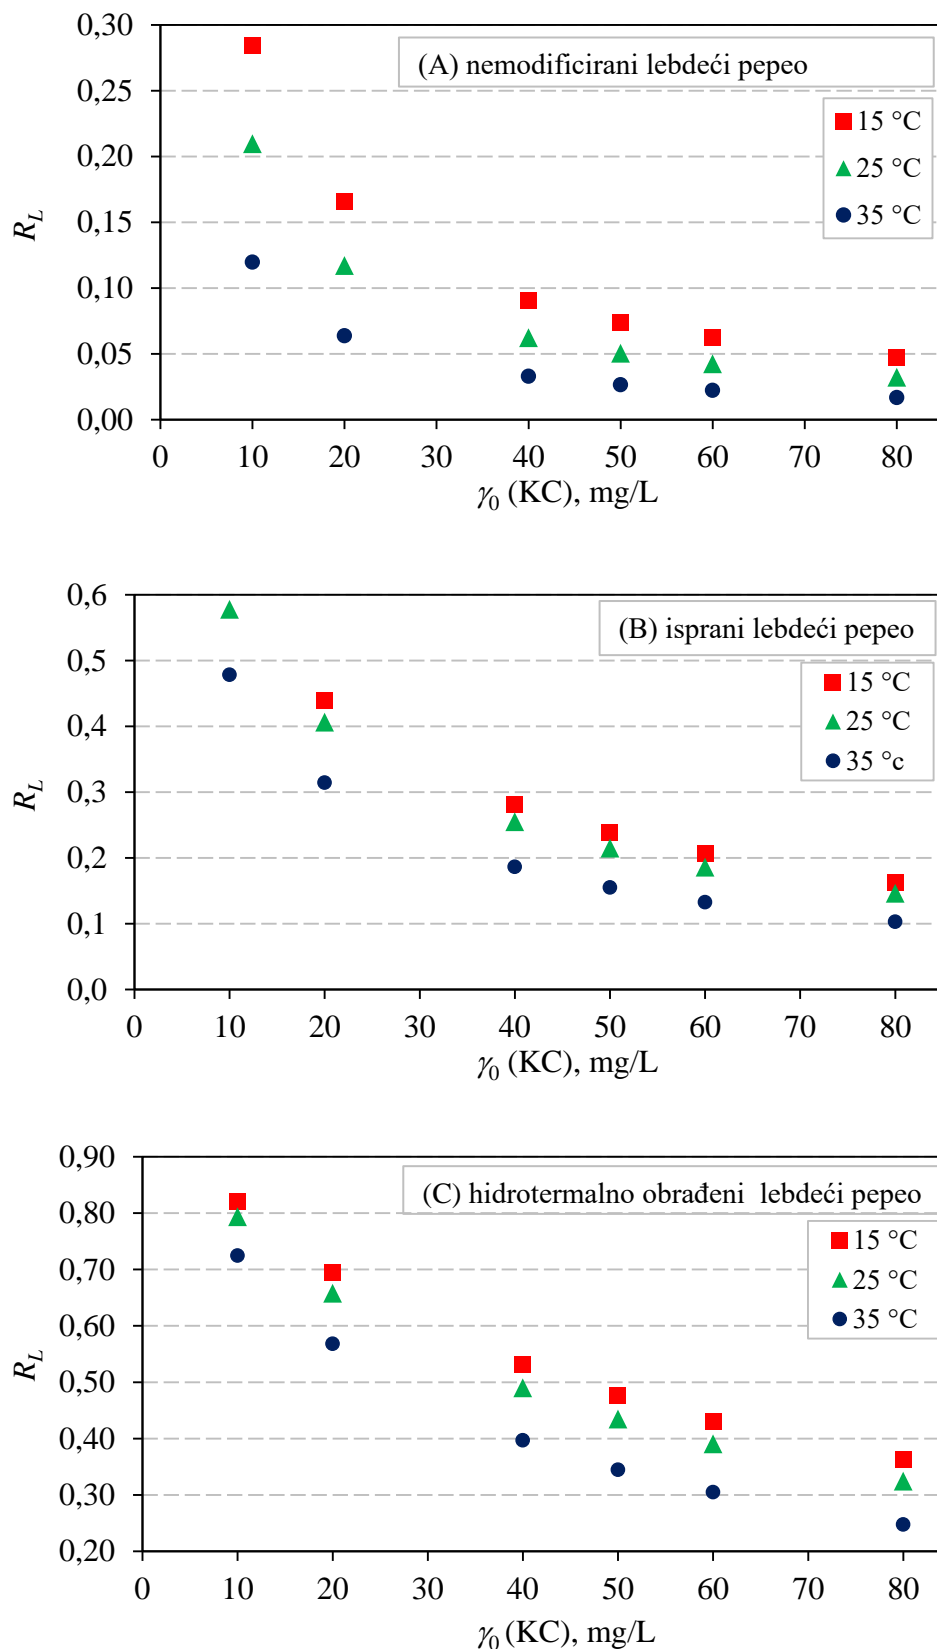 0,30
(A) nemodificirani lebdeći pepeo
0,25
15 °C
0,20
25 °C
0,15
35 °C
R_L
0,10
0,05
0,00
0 10 20 30 40 50 60 70 80
γ₀ (KC), mg/L
0,6
(B) isprani lebdeći pepeo
0,5
15 °C
0,4
25 °C
35 °c
R_L
0,3
0,2
0,1
0,0
0 10 20 30 40 50 60 70 80
γ₀ (KC), mg/L
0,90
(C) hidrotermalno obrađeni lebdeći pepeo
0,80
15 °C
0,70
25 °C
0,60
35 °C
R_L
0,50
0,40
0,30
0,20
0 10 20 30 40 50 60 70 80
γ₀ (KC), mg/L